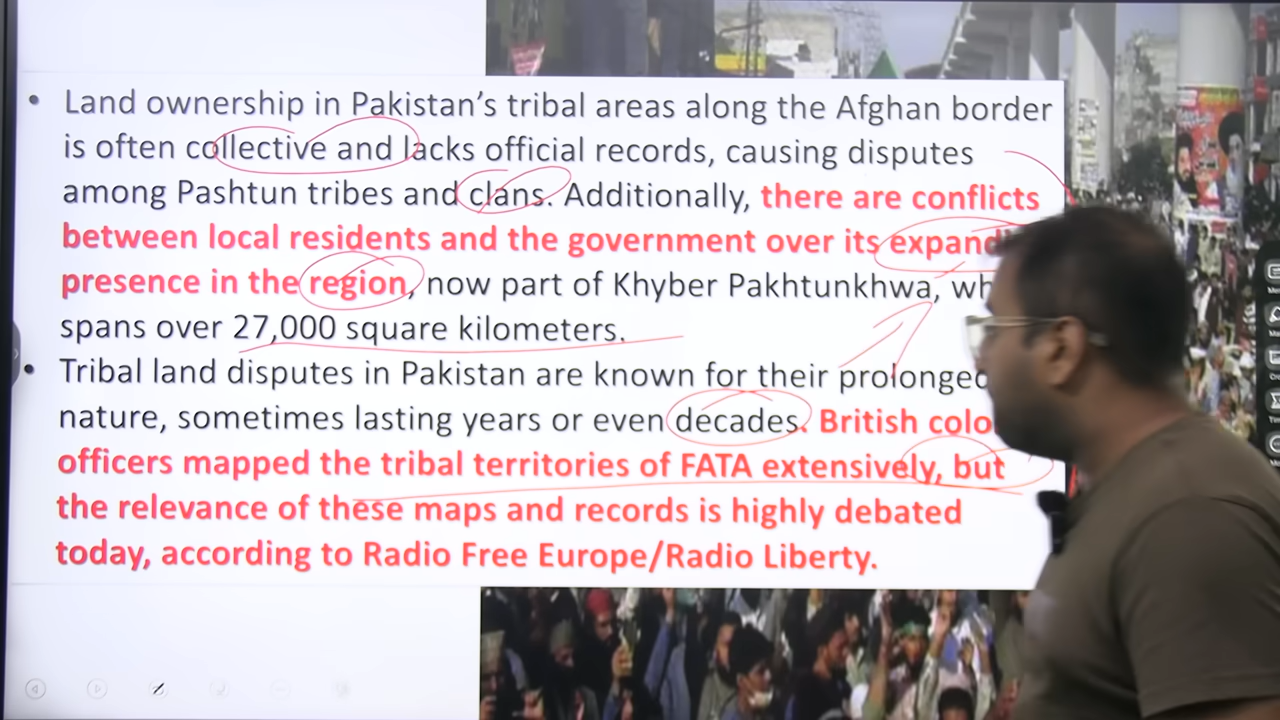 • Land ownership in Pakistan’s tribal areas along the Afghan border
is often collective and lacks official records, causing disputes
among Pashtun tribes and clans. Additionally, there are conflicts
between local residents and the government over its
presence in the region, now part of Khyber Pakhtunkhwa,
spans over 27,000 square kilometers.
• Tribal land disputes in Pakistan are known for their prolonged
nature, sometimes lasting years or even decades. British
officers mapped the tribal territories of FATA extensively, but
the relevance of these maps and records is highly debated
today, according to Radio Free Europe/Radio Liberty.